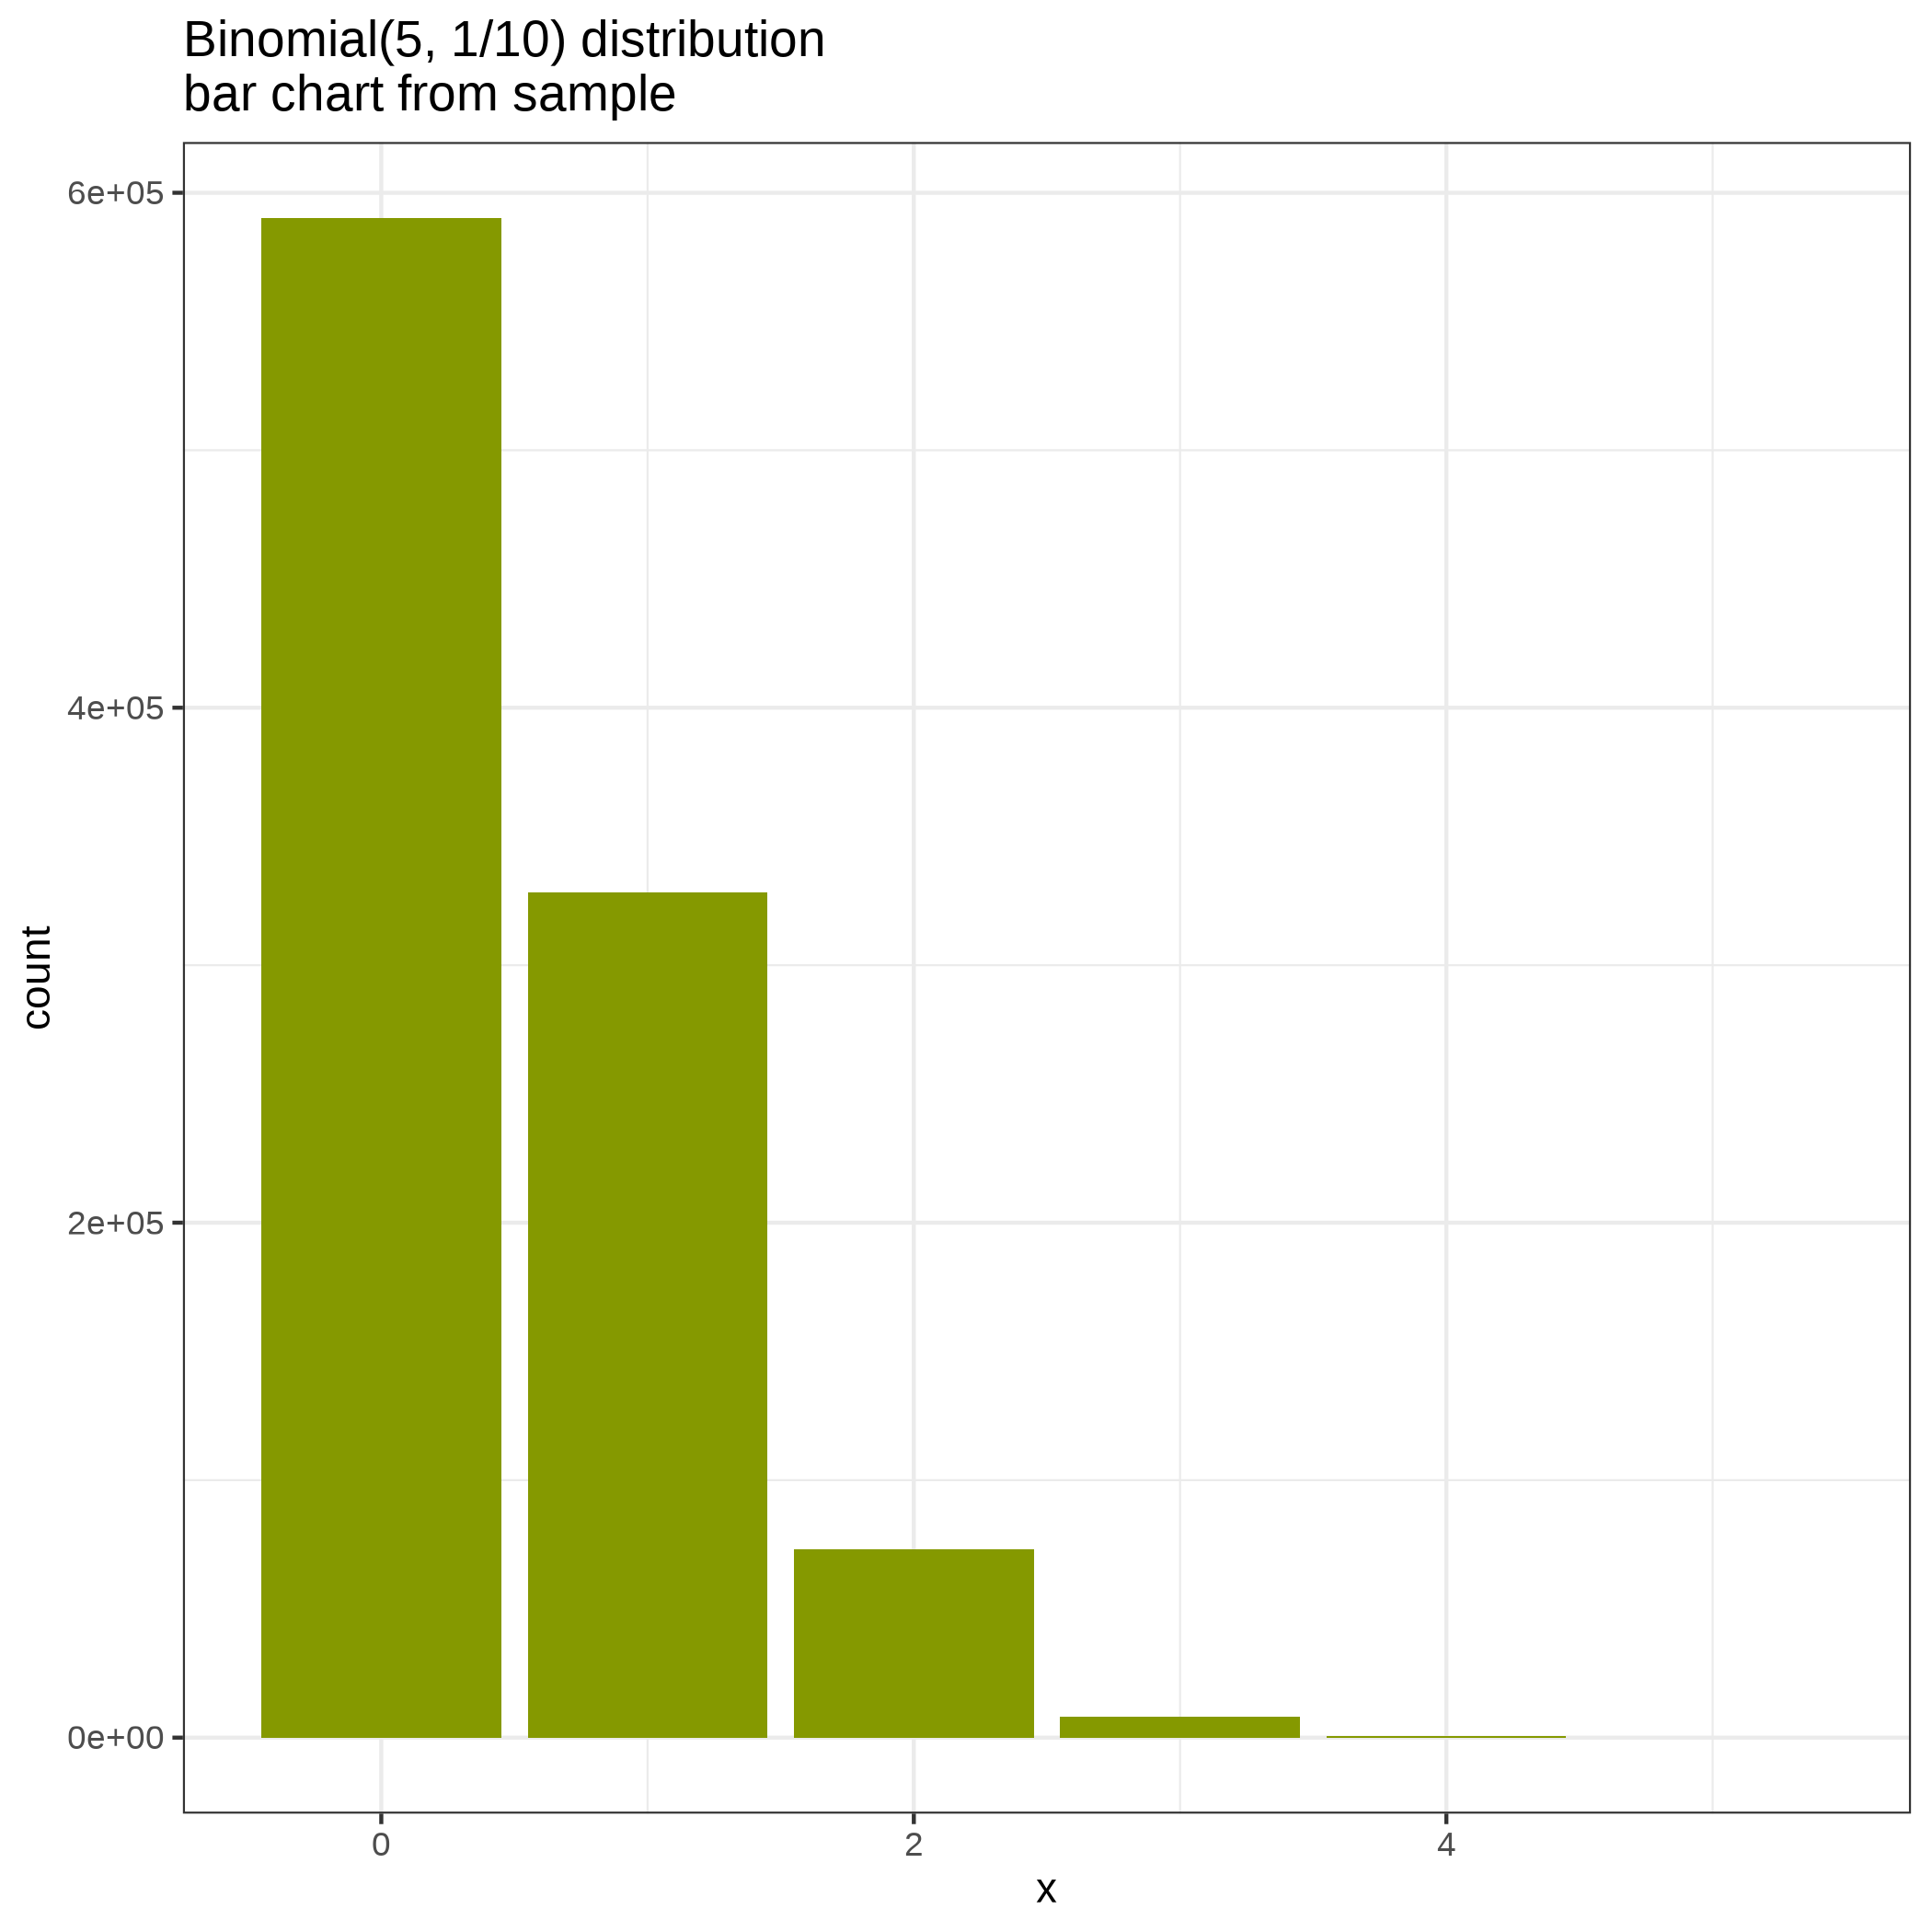 Binomial(5, 1/10) distribution
bar chart from sample
6e+05
4e+05
2e+05
0e+00
count
0
2
4
x